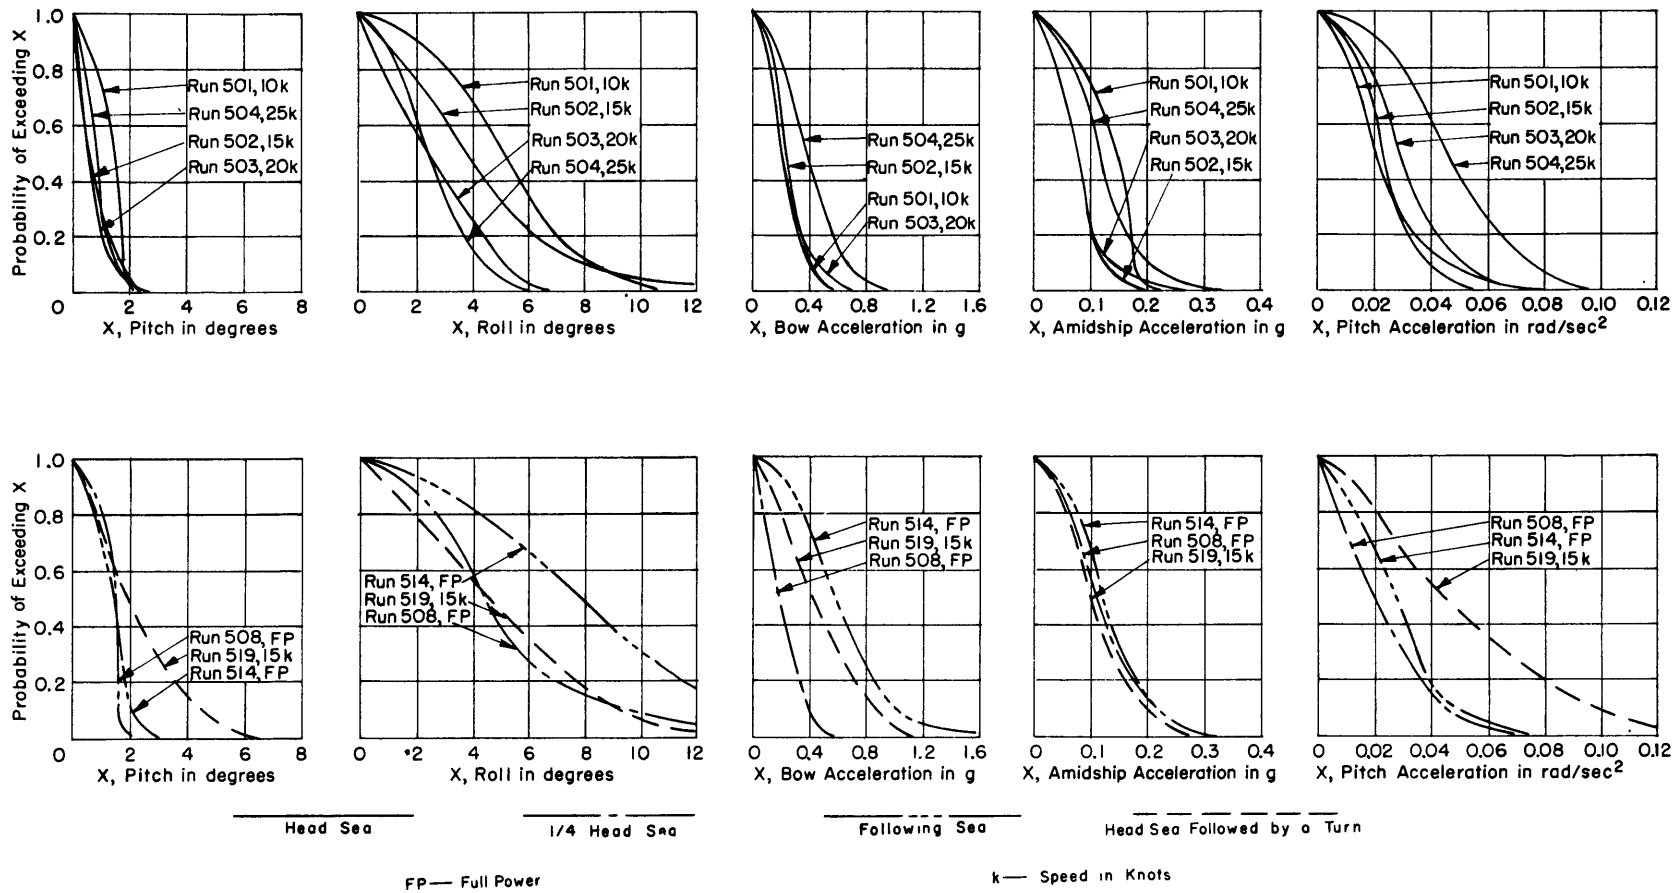 Probability of Exceeding X
1.0
0.8
0.6
0.4
0.2
0
Run 501, 10k
Run 504, 25k
Run 502, 15k
Run 503, 20k
2 4 6 8
X, Pitch in degrees
Run 501, 10k
Run 502, 15k
Run 503, 20k
Run 504, 25k
0 2 4 6 8 10 12
X, Roll in degrees
Run 504, 25k
Run 502, 15k
Run 501, 10k
Run 503, 20k
0 0.4 0.8 1.2 1.6
X, Bow Acceleration in g
Run 501, 10k
Run 504, 25k
Run 503, 20k
Run 502, 15k
0 0.1 0.2 0.3 0.4
X, Amidship Acceleration in g
Run 501, 10k
Run 502, 15k
Run 503, 20k
Run 504, 25k
0 0.02 0.04 0.06 0.08 0.10 0.12
X, Pitch Acceleration in rad/sec²
Probability of Exceeding X
1.0
0.8
0.6
0.4
0.2
0
Run 508, FP
Run 519, 15k
Run 514, FP
2 4 6 8
X, Pitch in degrees
Run 514, FP
Run 519, 15k
Run 508, FP
0 2 4 6 8 10 12
X, Roll in degrees
Run 514, FP
Run 519, 15k
Run 508, FP
0 0.4 0.8 1.2 1.6
X, Bow Acceleration in g
Run 514, FP
Run 508, FP
Run 519, 15k
0 0.1 0.2 0.3 0.4
X, Amidship Acceleration in g
Run 508, FP
Run 514, FP
Run 519, 15k
0 0.02 0.04 0.06 0.08 0.10 0.12
X, Pitch Acceleration in rad/sec²
Head Sea
1/4 Head Sea
Following Sea
Head Sea Followed by a Turn
FP — Full Power
k — Speed in Knots